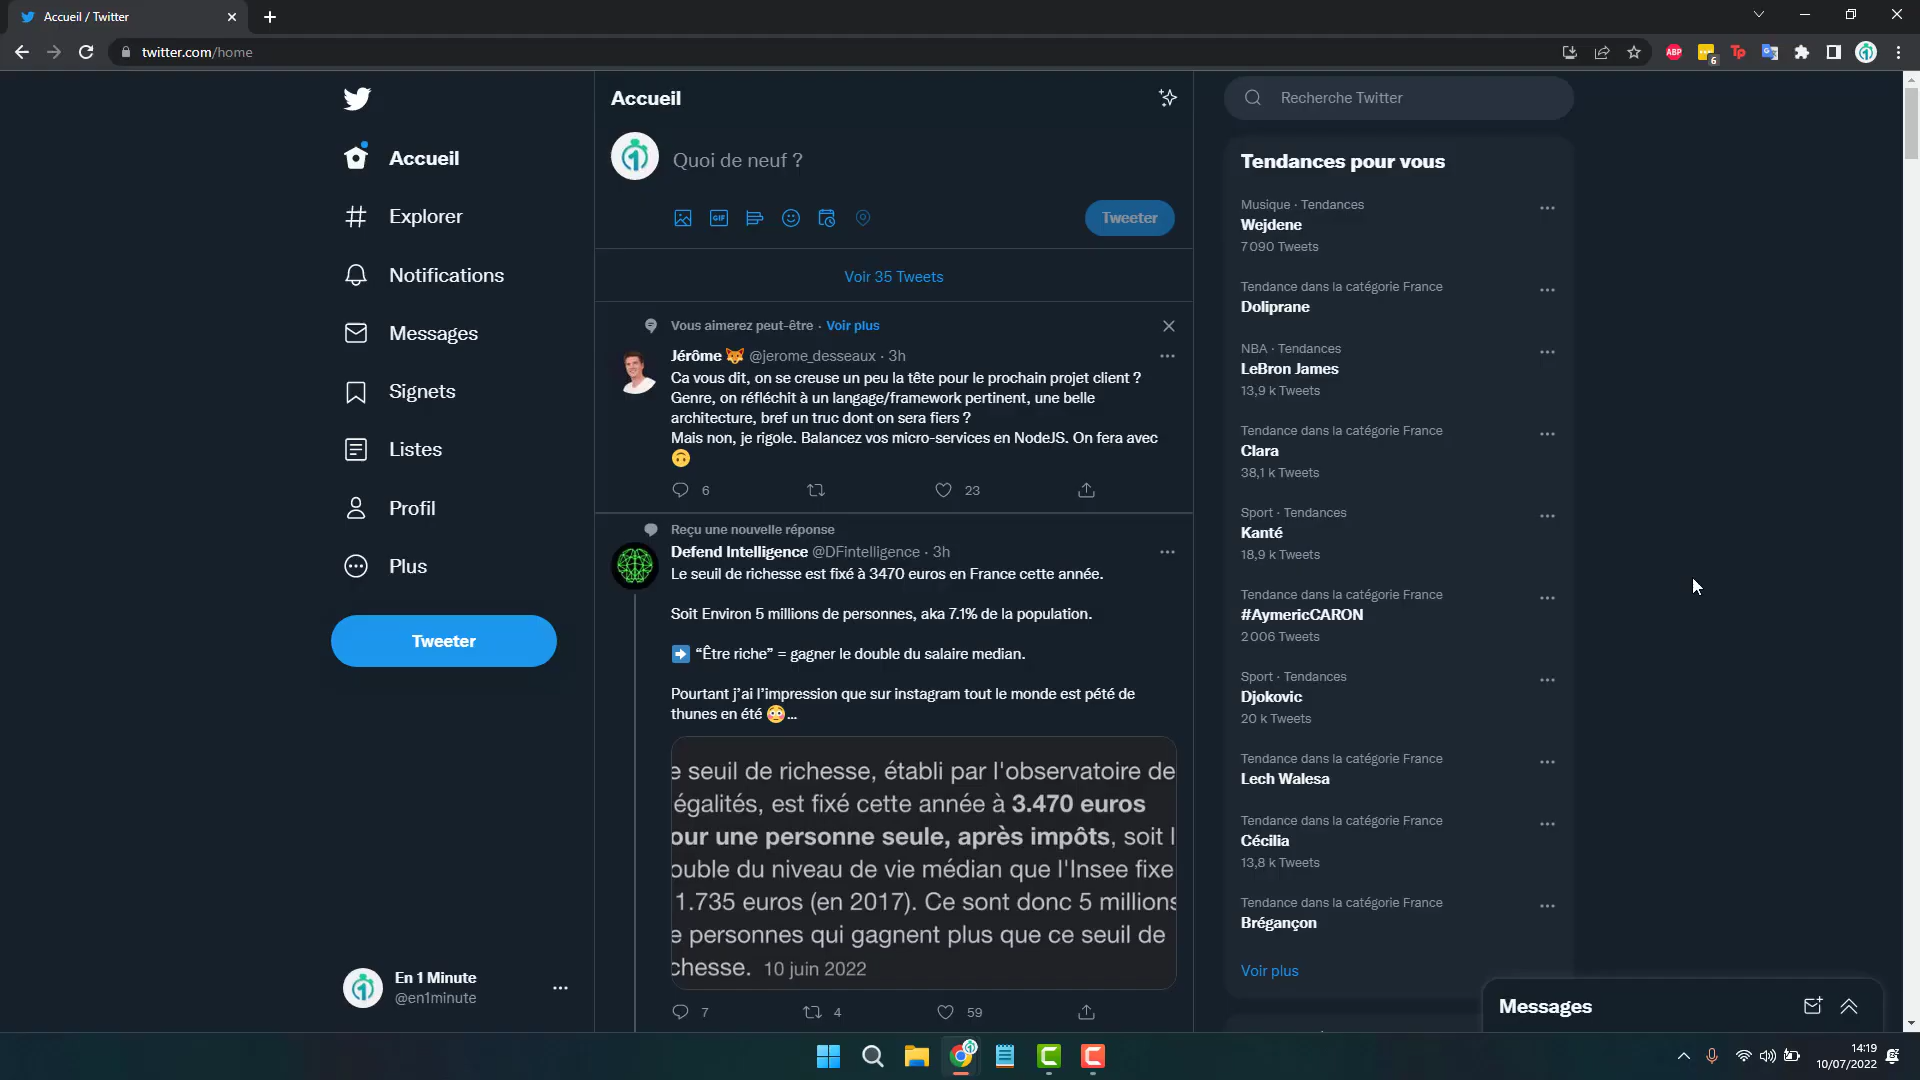 Accueil / Twitter
twitter.com/home
ABP
6
Tp
Accueil
Explorer
Notifications
Messages
Signets
Listes
Profil
Plus
Tweeter
En 1 Minute
@en1minute
Accueil
Quoi de neuf ?
GIF
Tweeter
Voir 35 Tweets
Vous aimerez peut-être · Voir plus
Jérôme 🦊 @jerome_desseaux · 3h
Ca vous dit, on se creuse un peu la tête pour le prochain projet client ?
Genre, on réfléchit à un langage/framework pertinent, une belle
architecture, bref un truc dont on sera fiers ?
Mais non, je rigole. Balancez vos micro-services en NodeJS. On fera avec
🙃
6
23
Reçu une nouvelle réponse
Defend Intelligence @DFintelligence · 3h
Le seuil de richesse est fixé à 3470 euros en France cette année.
Soit Environ 5 millions de personnes, aka 7.1% de la population.
➡️ “Être riche” = gagner le double du salaire median.
Pourtant j’ai l’impression que sur instagram tout le monde est pété de
thunes en été 😳...
e seuil de richesse, établi par l'observatoire de
égalités, est fixé cette année à 3.470 euros
our une personne seule, après impôts, soit l
ouble du niveau de vie médian que l'Insee fixe
1.735 euros (en 2017). Ce sont donc 5 millions
e personnes qui gagnent plus que ce seuil de
chesse. 10 juin 2022
7
4
59
Recherche Twitter
Tendances pour vous
Musique · Tendances
Wejdene
7 090 Tweets
Tendance dans la catégorie France
Doliprane
NBA · Tendances
LeBron James
13,9 k Tweets
Tendance dans la catégorie France
Clara
38,1 k Tweets
Sport · Tendances
Kanté
18,9 k Tweets
Tendance dans la catégorie France
#AymericCARON
2 006 Tweets
Sport · Tendances
Djokovic
20 k Tweets
Tendance dans la catégorie France
Lech Walesa
Tendance dans la catégorie France
Cécilia
13,8 k Tweets
Tendance dans la catégorie France
Brégançon
Voir plus
Messages
14:19
10/07/2022